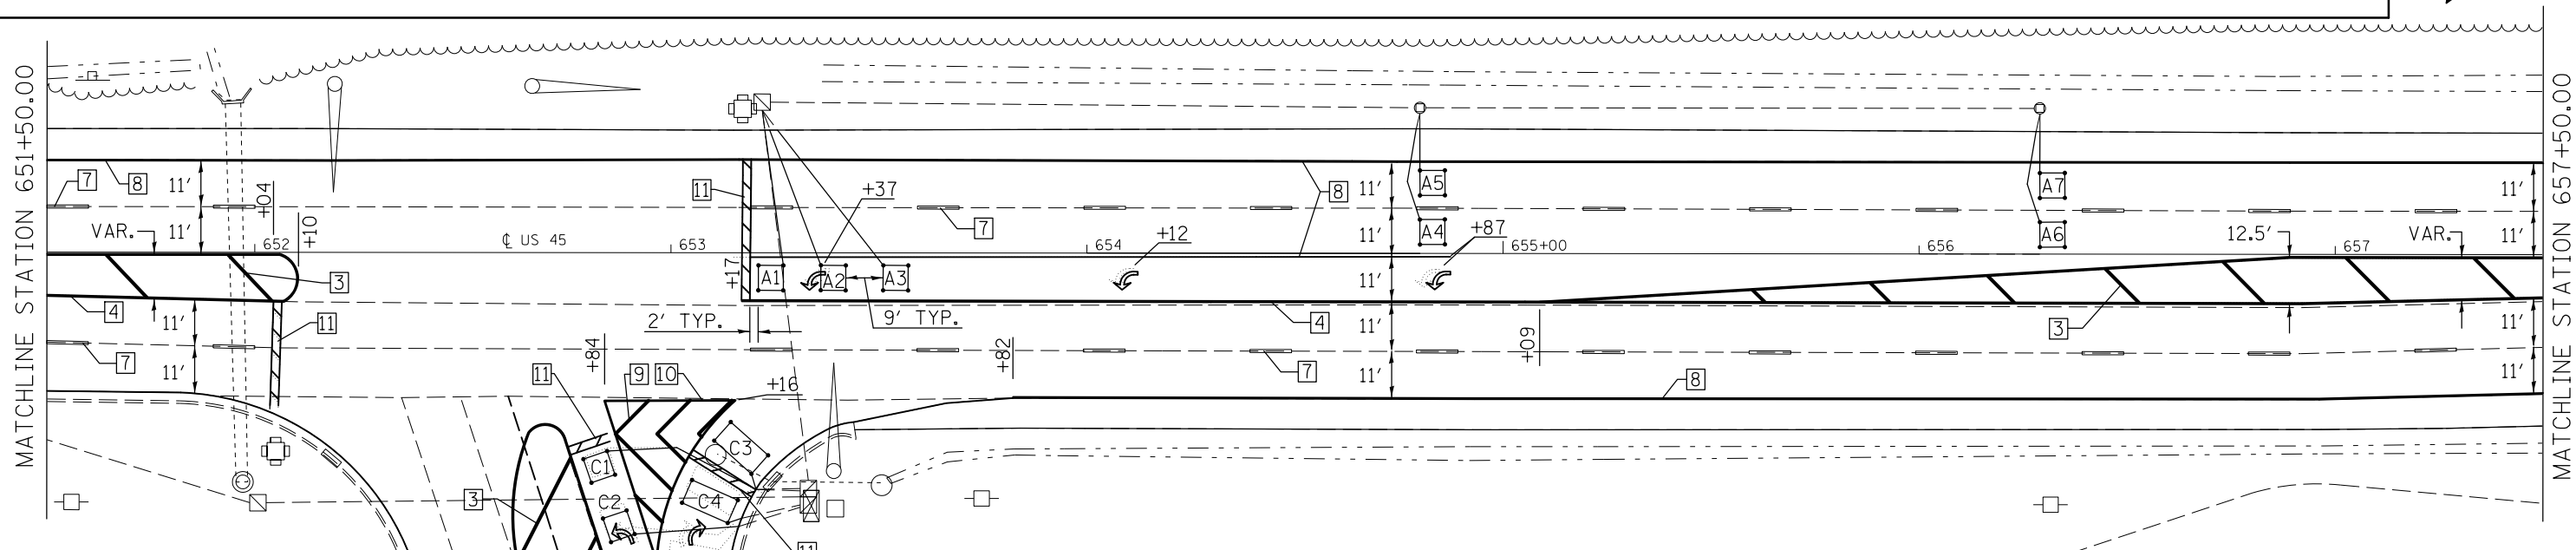 MATCHLINE STATION 651+50.00
MATCHLINE STATION 657+50.00
7
8
11'
11'
VAR.
+04
+10
652
℄ US 45
653
11
+37
7
654
+12
8
11'
11'
A5
A4
+87
655+00
656
A7
A6
12.5'
657
VAR.
11'
11'
3
4
+17
A1
A2
A3
11'
2' TYP.
9' TYP.
4
3
11'
11'
11
7
+84
+82
+09
11'
11'
7
8
11'
11'
11
9
10
+16
C1
C2
C3
C4
3
11